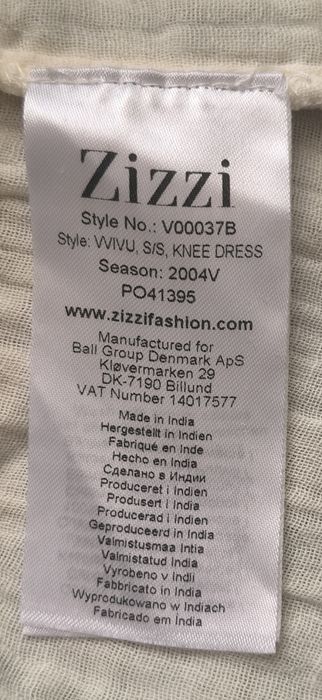 Zizzi
Style No.: V00037B
Style: VVIVU, S/S, KNEE DRESS
Season: 2004V
PO41395
www.zizzifashion.com
Manufactured for
Ball Group Denmark ApS
Kløvermarken 29
DK-7190 Billund
VAT Number 14017577
Made in India
Hergestellt in Indien
Fabriqué en Inde
Hecho en India
Сделано в Индии
Produceret i Indien
Produsert i India
Producerad i Indien
Geproduceerd in India
Valmistusmaa Intia
Valmistatud India
Vyrobeno v Indii
Fabbricato in India
Wyprodukowano w Indiach
Fabricado em Índia